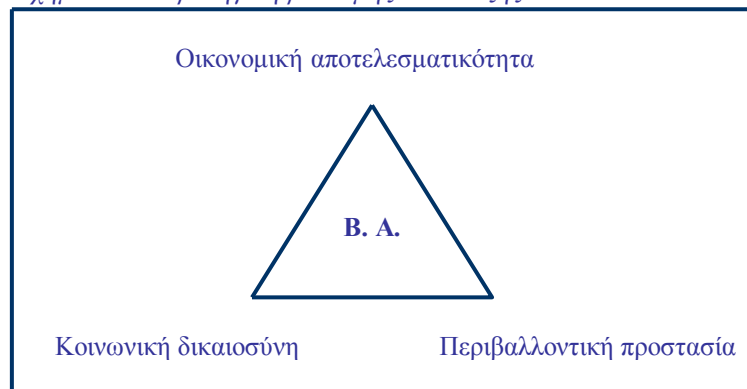 Οικονομική αποτελεσματικότητα
Β. Α.
Κοινωνική δικαιοσύνη Περιβαλλοντική προστασία